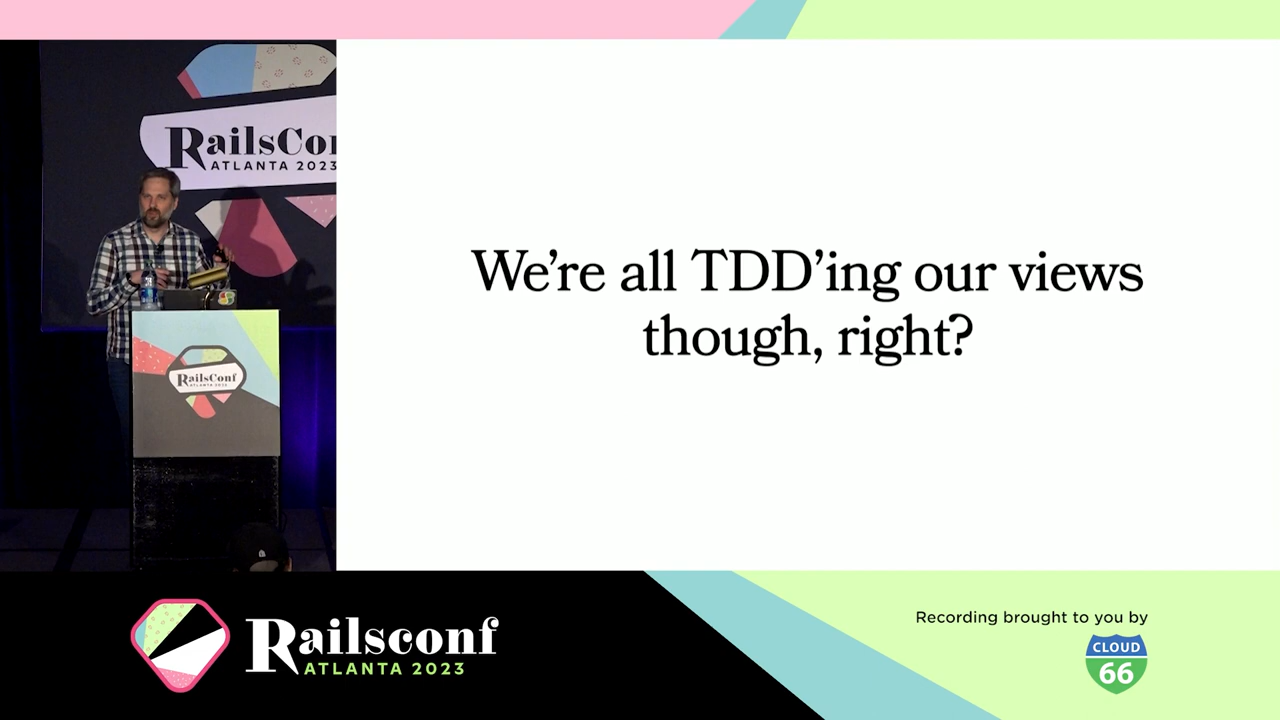 RailsCon
ATLANTA 2023
We’re all TDD’ing our views
though, right?
RailsConf
ATLANTA 2023
Railsconf
ATLANTA 2023
Recording brought to you by
CLOUD
66